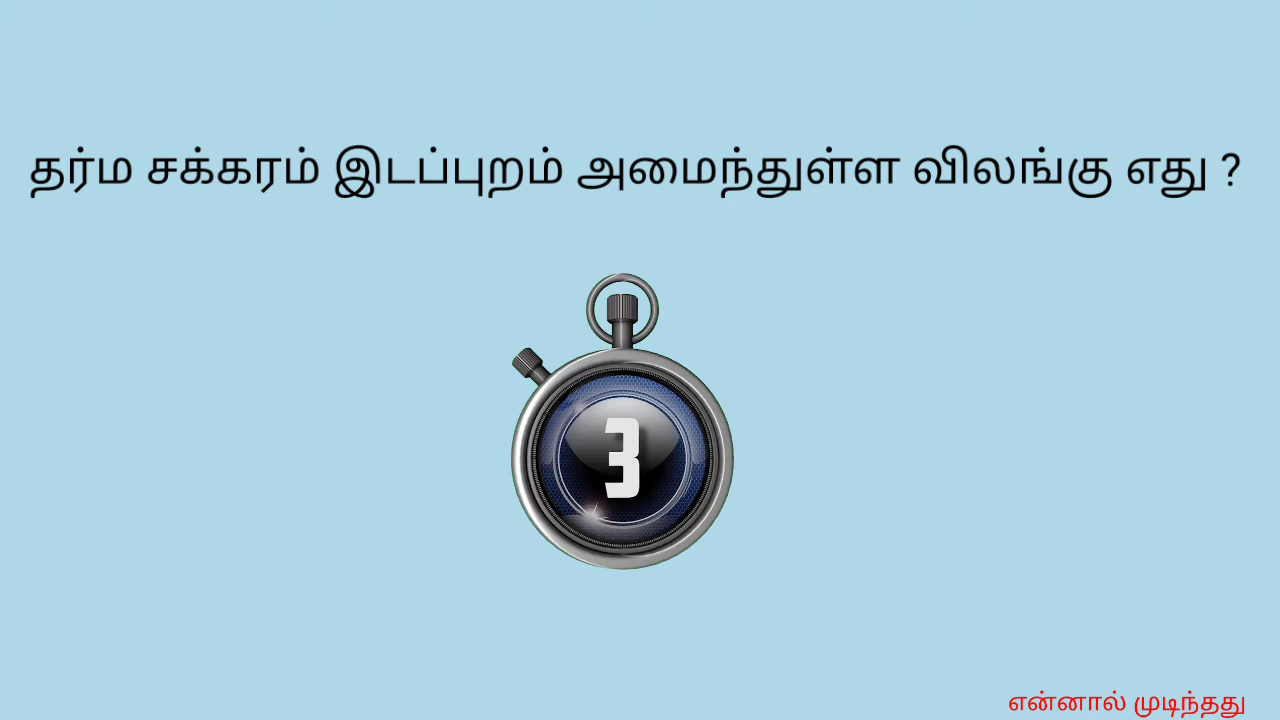 தர்ம சக்கரம் இடப்புறம் அமைந்துள்ள விலங்கு எது ?
3
என்னால் முடிந்தது